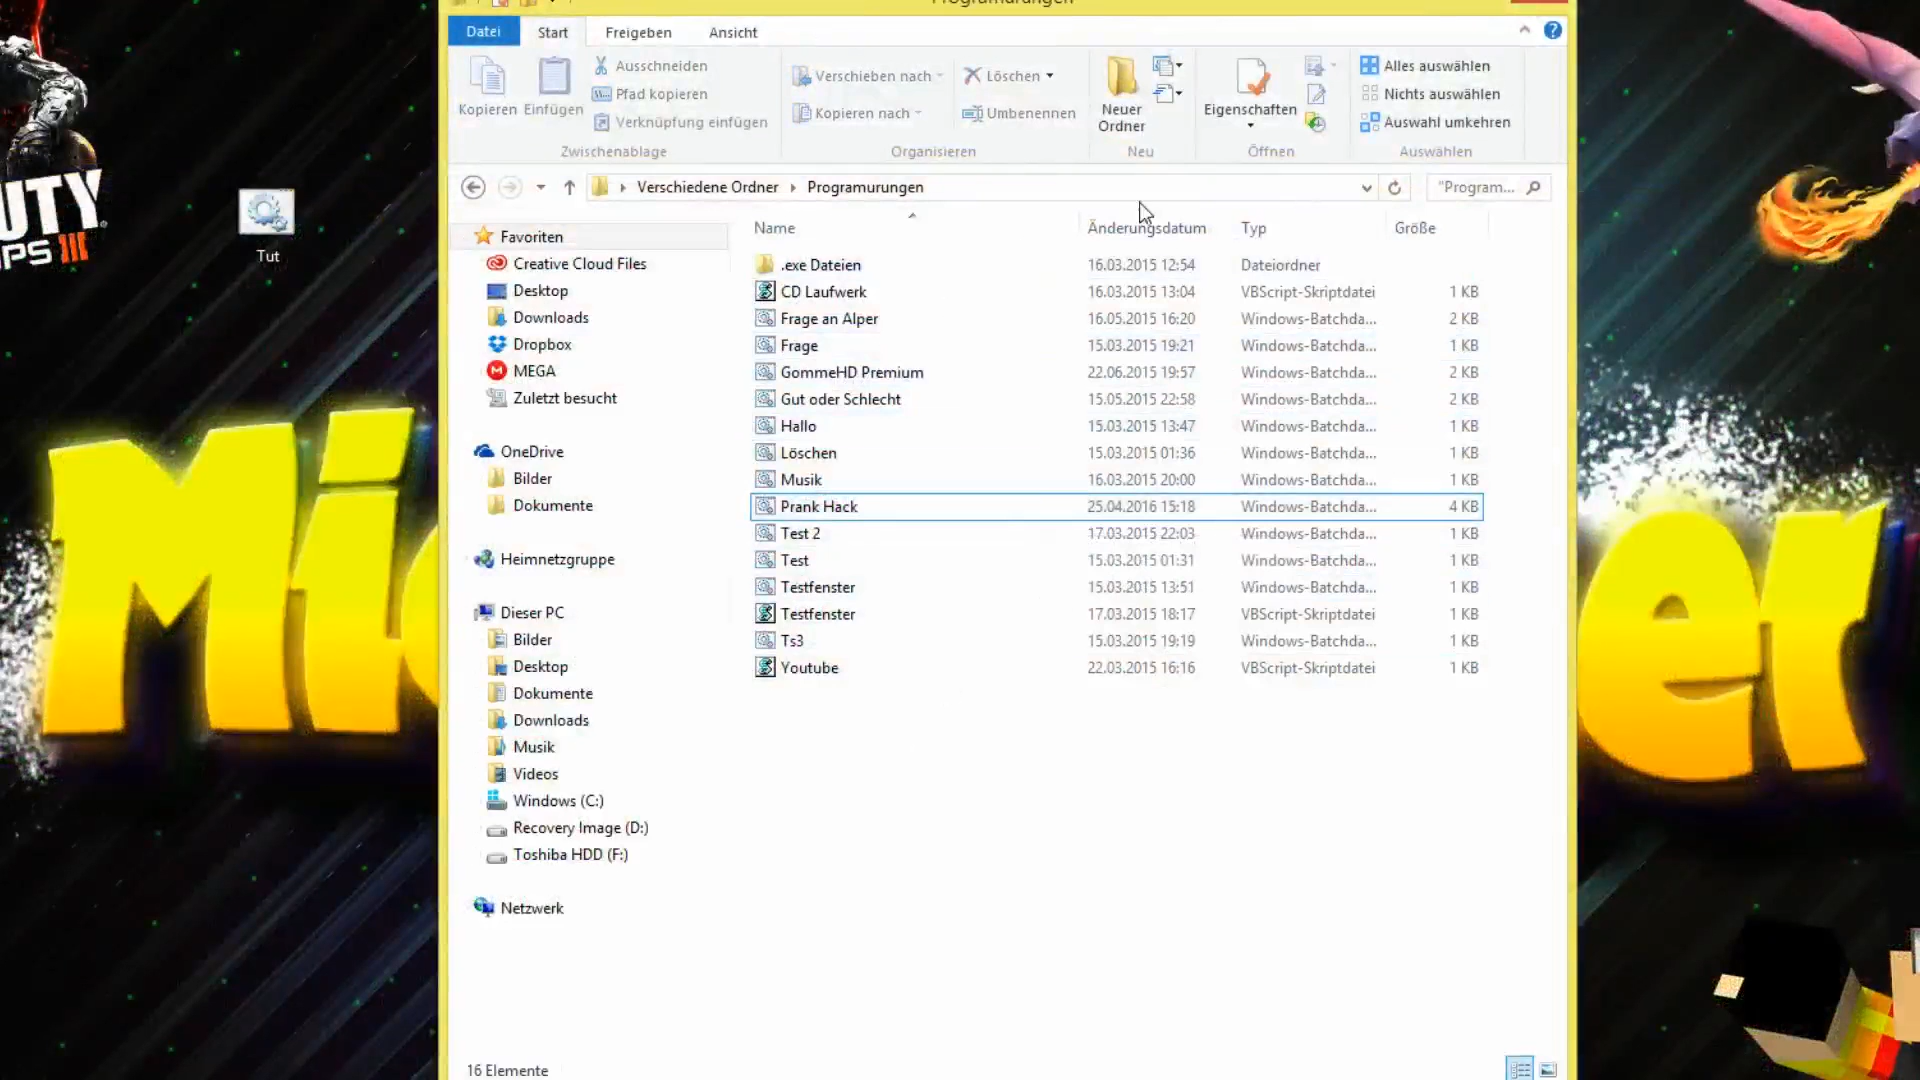 Programurungen
Datei Start Freigeben Ansicht
Kopieren Einfügen Ausschneiden Pfad kopieren Verknüpfung einfügen
Verschieben nach Kopieren nach Löschen Umbenennen
Neuer Ordner Eigenschaften
Alles auswählen
Nichts auswählen
Auswahl umkehren
Zwischenablage Organisieren Neu Öffnen Auswählen
Verschiedene Ordner Programurungen "Program...
UTY
OPS III
Tut
Mi
er
Favoriten
Creative Cloud Files
Desktop
Downloads
Dropbox
MEGA
Zuletzt besucht
OneDrive
Bilder
Dokumente
Heimnetzgruppe
Dieser PC
Bilder
Desktop
Dokumente
Downloads
Musik
Videos
Windows (C:)
Recovery Image (D:)
Toshiba HDD (F:)
Netzwerk
Name Änderungsdatum Typ Größe
.exe Dateien 16.03.2015 12:54 Dateiordner
CD Laufwerk 16.03.2015 13:04 VBScript-Skriptdatei 1 KB
Frage an Alper 16.05.2015 16:20 Windows-Batchda... 2 KB
Frage 15.03.2015 19:21 Windows-Batchda... 1 KB
GommeHD Premium 22.06.2015 19:57 Windows-Batchda... 2 KB
Gut oder Schlecht 15.05.2015 22:58 Windows-Batchda... 2 KB
Hallo 15.03.2015 13:47 Windows-Batchda... 1 KB
Löschen 15.03.2015 01:36 Windows-Batchda... 1 KB
Musik 16.03.2015 20:00 Windows-Batchda... 1 KB
Prank Hack 25.04.2016 15:18 Windows-Batchda... 4 KB
Test 2 17.03.2015 22:03 Windows-Batchda... 1 KB
Test 15.03.2015 01:31 Windows-Batchda... 1 KB
Testfenster 15.03.2015 13:51 Windows-Batchda... 1 KB
Testfenster 17.03.2015 18:17 VBScript-Skriptdatei 1 KB
Ts3 15.03.2015 19:19 Windows-Batchda... 1 KB
Youtube 22.03.2015 16:16 VBScript-Skriptdatei 1 KB
16 Elemente